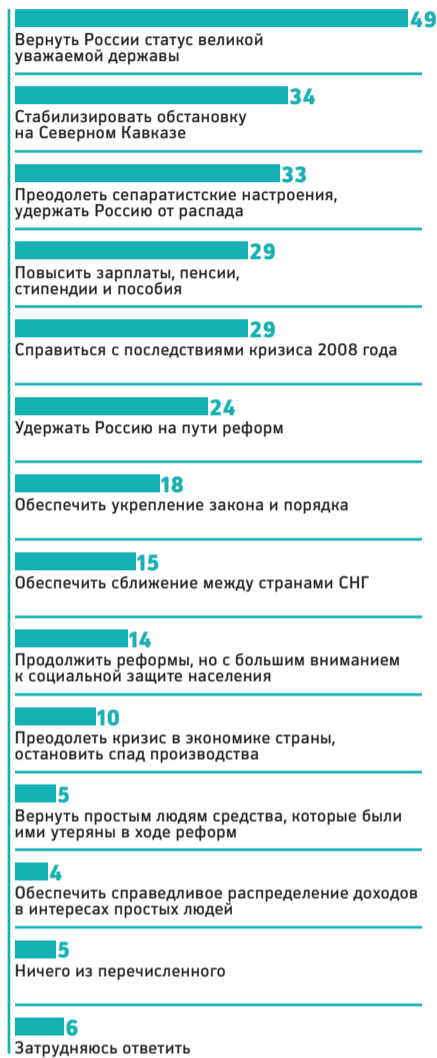 49
Вернуть России статус великой
уважаемой державы
34
Стабилизировать обстановку
на Северном Кавказе
33
Преодолеть сепаратистские настроения,
удержать Россию от распада
29
Повысить зарплаты, пенсии,
стипендии и пособия
29
Справиться с последствиями кризиса 2008 года
24
Удержать Россию на пути реформ
18
Обеспечить укрепление закона и порядка
15
Обеспечить сближение между странами СНГ
14
Продолжить реформы, но с большим вниманием
к социальной защите населения
10
Преодолеть кризис в экономике страны,
остановить спад производства
5
Вернуть простым людям средства, которые были
ими утеряны в ходе реформ
4
Обеспечить справедливое распределение доходов
в интересах простых людей
5
Ничего из перечисленного
6
Затрудняюсь ответить